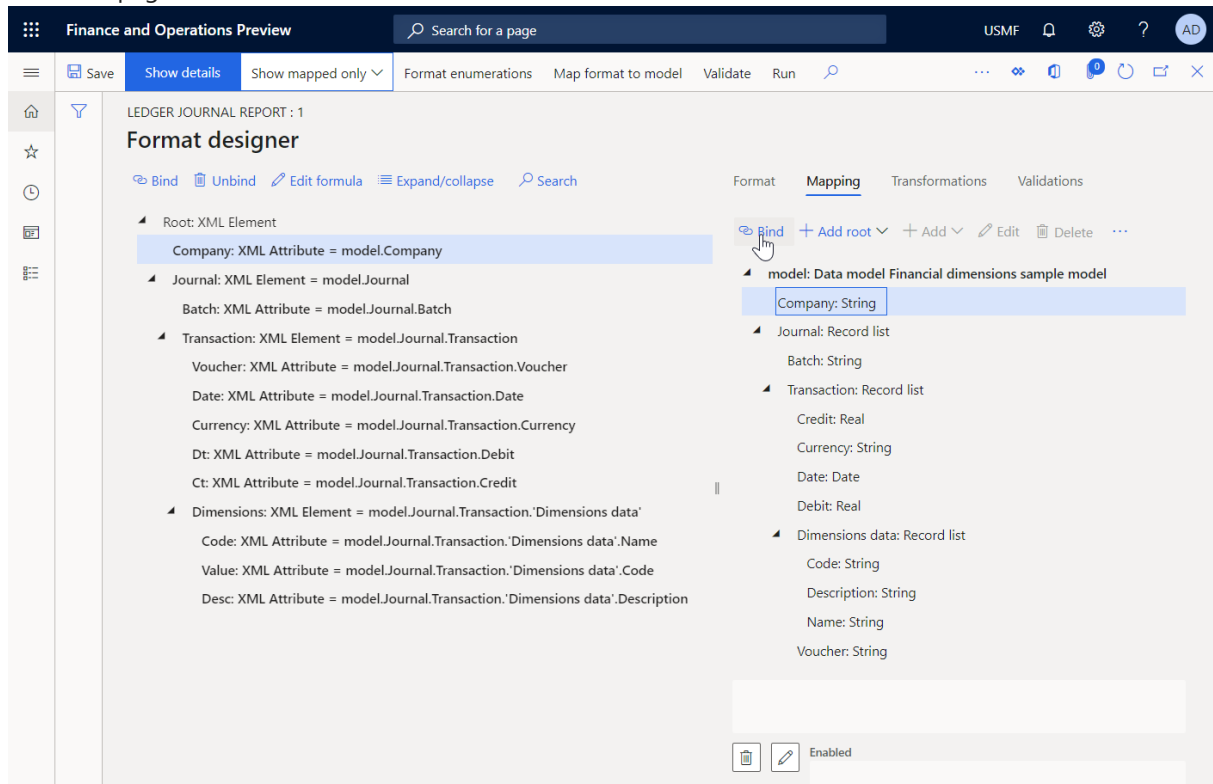 Finance and Operations Preview
Search for a page
USMF
?
AD
Save
Show details
Show mapped only
Format enumerations
Map format to model
Validate
Run
...
0
LEDGER JOURNAL REPORT : 1
Format designer
Bind
Unbind
Edit formula
Expand/collapse
Search
Root: XML Element
Company: XML Attribute = model.Company
Journal: XML Element = model.Journal
Batch: XML Attribute = model.Journal.Batch
Transaction: XML Element = model.Journal.Transaction
Voucher: XML Attribute = model.Journal.Transaction.Voucher
Date: XML Attribute = model.Journal.Transaction.Date
Currency: XML Attribute = model.Journal.Transaction.Currency
Dt: XML Attribute = model.Journal.Transaction.Debit
Ct: XML Attribute = model.Journal.Transaction.Credit
Dimensions: XML Element = model.Journal.Transaction.'Dimensions data'
Code: XML Attribute = model.Journal.Transaction.'Dimensions data'.Name
Value: XML Attribute = model.Journal.Transaction.'Dimensions data'.Code
Desc: XML Attribute = model.Journal.Transaction.'Dimensions data'.Description
Format
Mapping
Transformations
Validations
Bind
Add root
Add
Edit
Delete
...
model: Data model Financial dimensions sample model
Company: String
Journal: Record list
Batch: String
Transaction: Record list
Credit: Real
Currency: String
Date: Date
Debit: Real
Dimensions data: Record list
Code: String
Description: String
Name: String
Voucher: String
Enabled